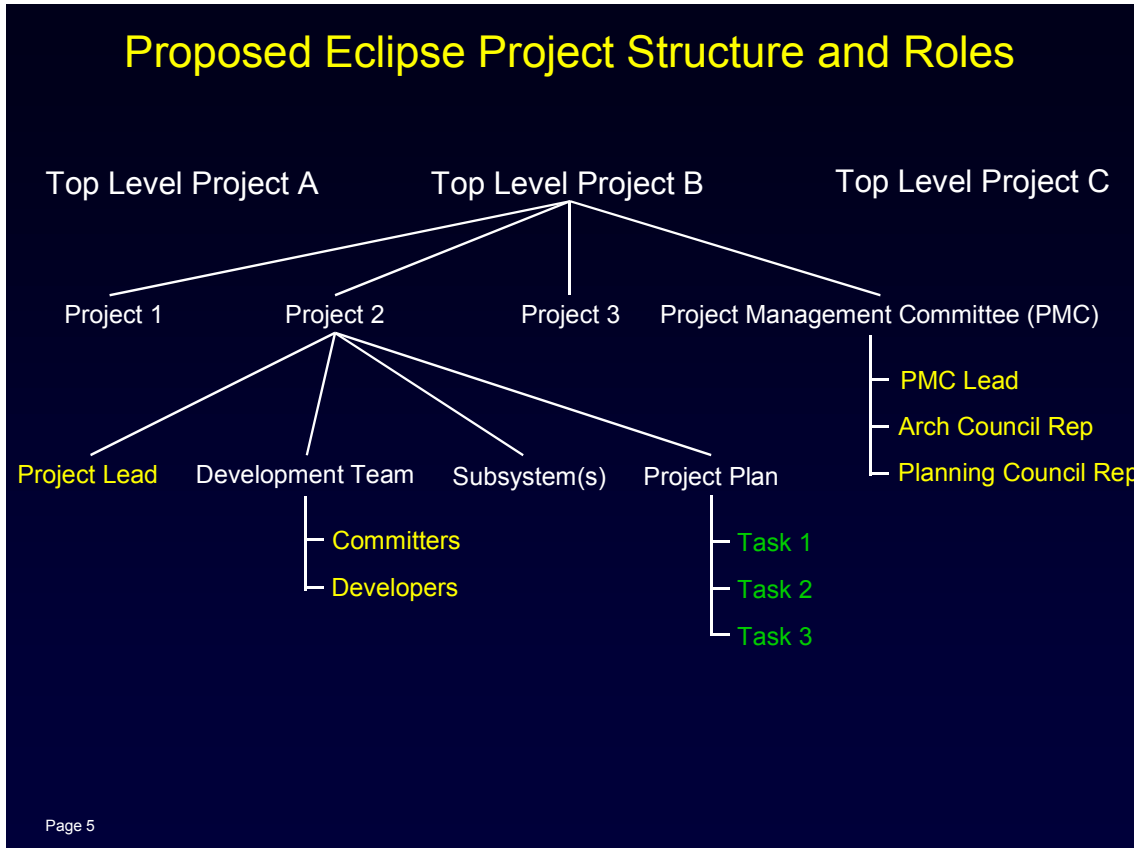 Proposed Eclipse Project Structure and Roles
Top Level Project A
Top Level Project B
Top Level Project C
Project 1
Project 2
Project 3
Project Management Committee (PMC)
PMC Lead
Arch Council Rep
Planning Council Rep
Project Lead
Development Team
Subsystem(s)
Project Plan
Committers
Developers
Task 1
Task 2
Task 3
Page 5